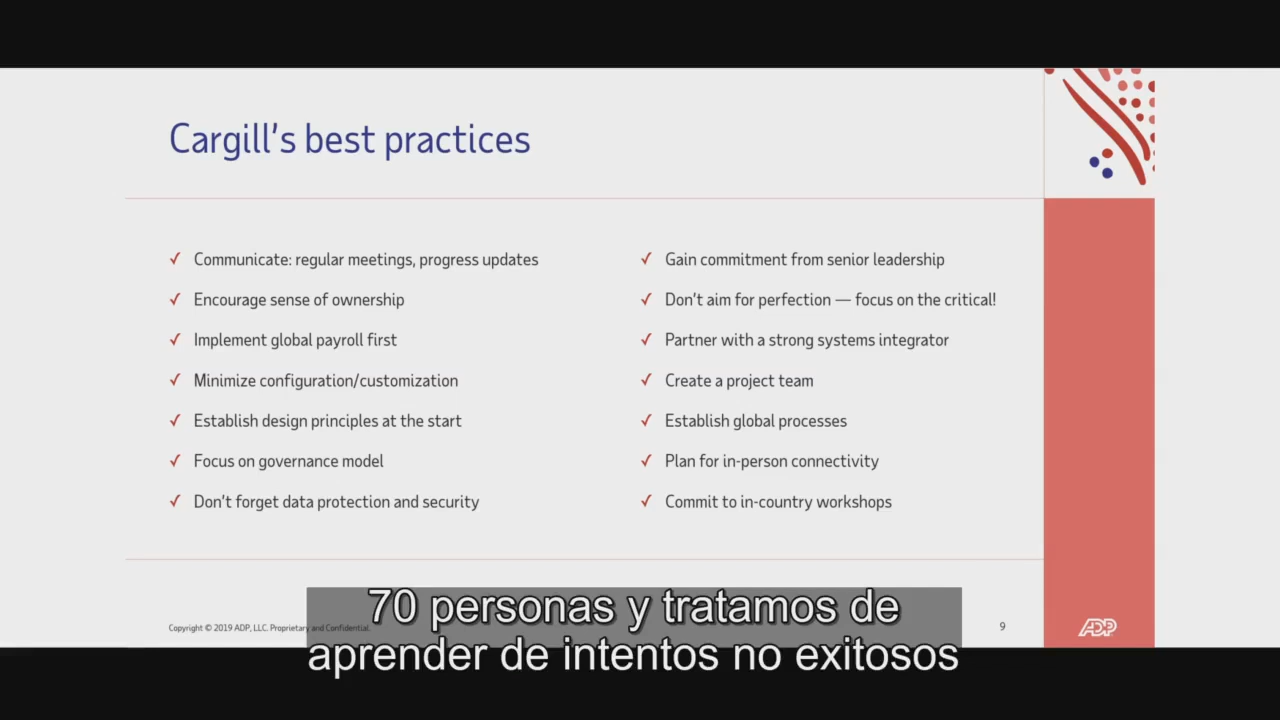 Cargill's best practices
✓ Communicate: regular meetings, progress updates
✓ Encourage sense of ownership
✓ Implement global payroll first
✓ Minimize configuration/customization
✓ Establish design principles at the start
✓ Focus on governance model
✓ Don't forget data protection and security
✓ Gain commitment from senior leadership
✓ Don't aim for perfection — focus on the critical!
✓ Partner with a strong systems integrator
✓ Create a project team
✓ Establish global processes
✓ Plan for in-person connectivity
✓ Commit to in-country workshops
Copyright © 2019 ADP, LLC. Proprietary and Confidential.
9
ADP
70 personas y tratamos de
aprender de intentos no exitosos